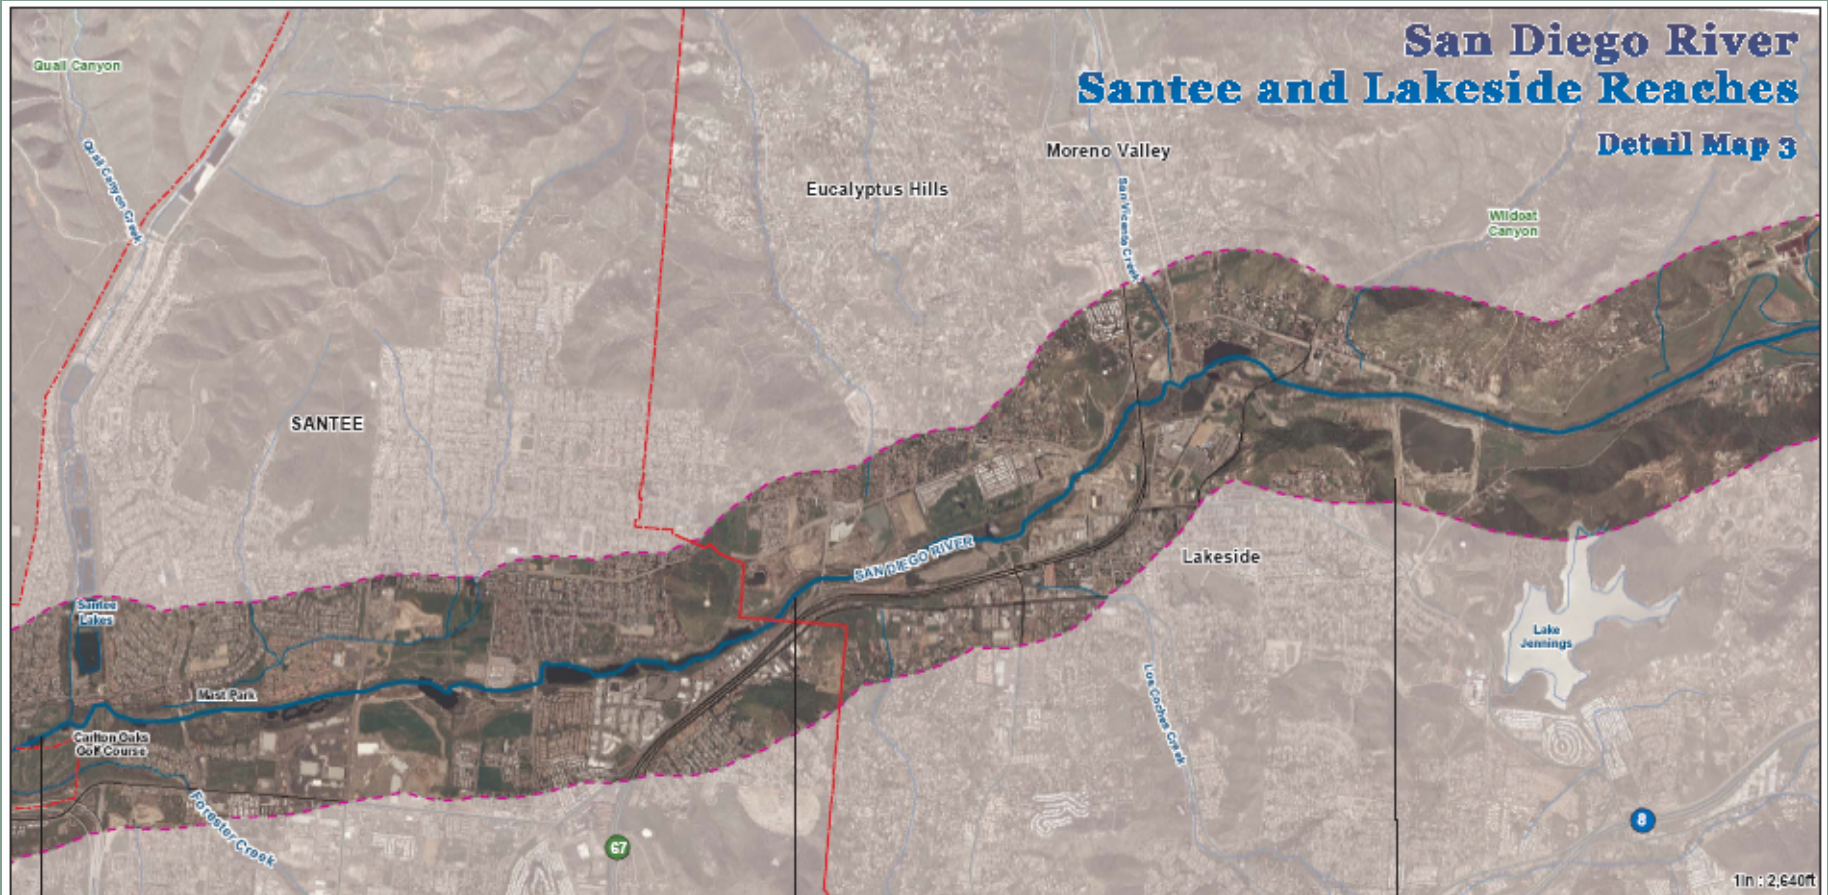 San Diego River
Santee and Lakeside Reaches
Detail Map 3
Quail Canyon
Quail Canyon Creek
Moreno Valley
Eucalyptus Hills
San Vicente Creek
Wildcat
Canyon
SANTEE
SAN DIEGO RIVER
Lakeside
Santee
Lakes
Lake
Jennings
Mast Park
Los Coches Creek
Carlton Oaks
Golf Course
Forester Creek
67
8
1in : 2,640ft